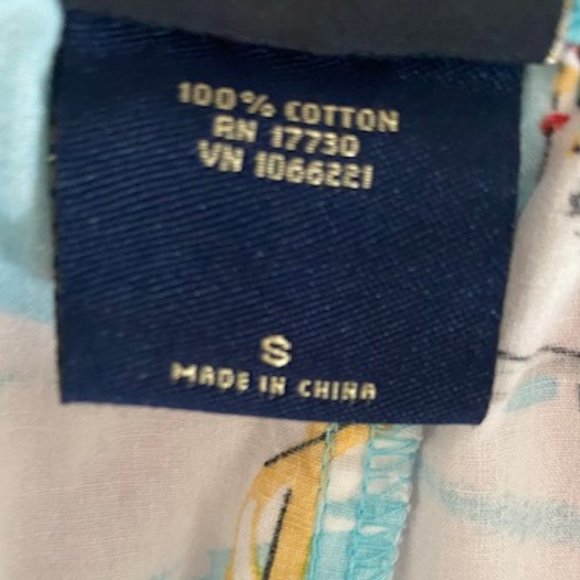 100% COTTON
RN 17730
VN 1066221
S
MADE IN CHINA